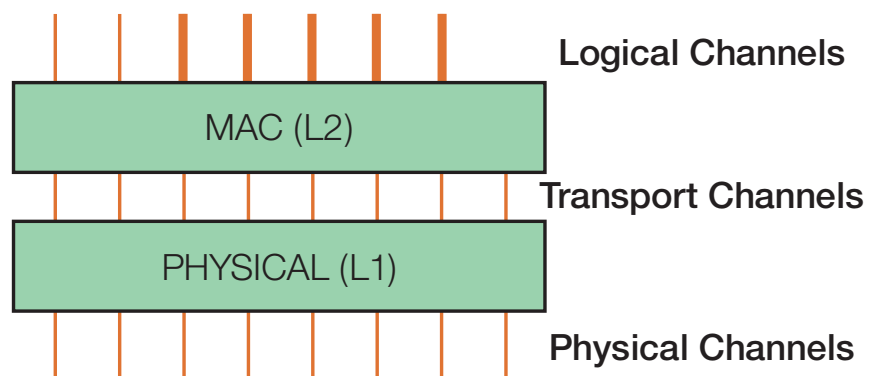 Logical Channels
MAC (L2)
Transport Channels
PHYSICAL (L1)
Physical Channels